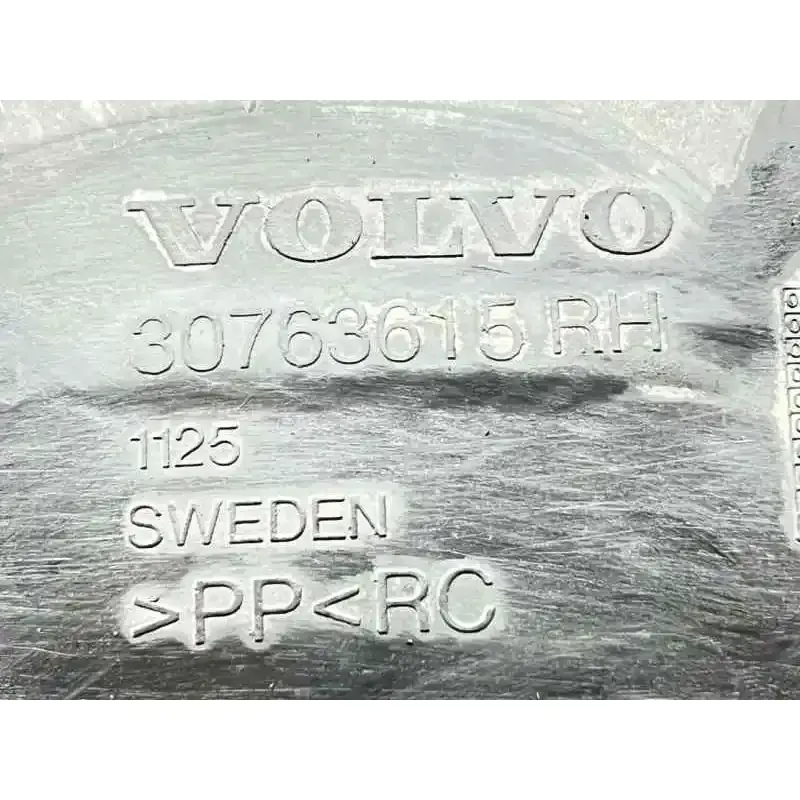 VOLVO
30763615 RH
1125
SWEDEN
>PP<RC